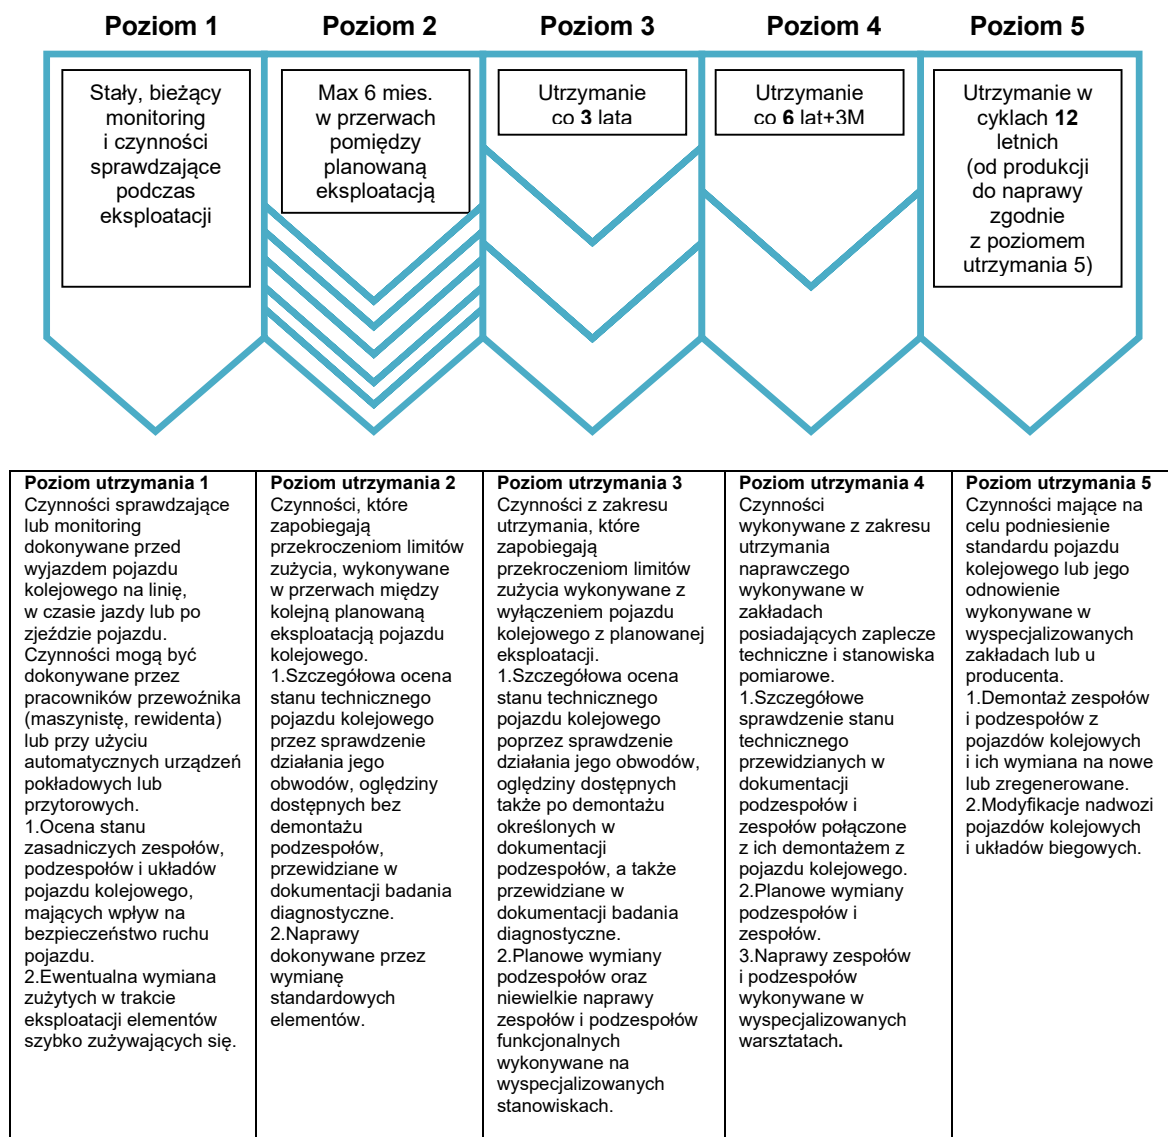 Poziom 1
Poziom 2
Poziom 3
Poziom 4
Poziom 5
Stały, bieżący
monitoring
i czynności
sprawdzające
podczas
eksploatacji
Max 6 mies.
w przerwach
pomiędzy
planowaną
eksploatacją
Utrzymanie
co 3 lata
Utrzymanie
co 6 lat+3M
Utrzymanie w
cyklach 12
letnich
(od produkcji
do naprawy
zgodnie
z poziomem
utrzymania 5)
Poziom utrzymania 1
Czynności sprawdzające
lub monitoring
dokonywane przed
wyjazdem pojazdu
kolejowego na linię,
w czasie jazdy lub po
zjeździe pojazdu.
Czynności mogą być
dokonywane przez
pracowników przewoźnika
(maszynistę, rewidenta)
lub przy użyciu
automatycznych urządzeń
pokładowych lub
przytorowych.
1.Ocena stanu
zasadniczych zespołów,
podzespołów i układów
pojazdu kolejowego,
mających wpływ na
bezpieczeństwo ruchu
pojazdu.
2.Ewentualna wymiana
zużytych w trakcie
eksploatacji elementów
szybko zużywających się.
Poziom utrzymania 2
Czynności, które
zapobiegają
przekroczeniom limitów
zużycia, wykonywane
w przerwach między
kolejną planowaną
eksploatacją pojazdu
kolejowego.
1.Szczegółowa ocena
stanu technicznego
pojazdu kolejowego
przez sprawdzenie
działania jego
obwodów, oględziny
dostępnych bez
demontażu
podzespołów,
przewidziane w
dokumentacji badania
diagnostyczne.
2.Naprawy
dokonywane przez
wymianę
standardowych
elementów.
Poziom utrzymania 3
Czynności z zakresu
utrzymania, które
zapobiegają
przekroczeniom limitów
zużycia wykonywane z
wyłączeniem pojazdu
kolejowego z planowanej
eksploatacji.
1.Szczegółowa ocena
stanu technicznego
pojazdu kolejowego
poprzez sprawdzenie
działania jego obwodów,
oględziny dostępnych
także po demontażu
określonych w
dokumentacji
podzespołów, a także
przewidziane w
dokumentacji badania
diagnostyczne.
2.Planowe wymiany
podzespołów oraz
niewielkie naprawy
zespołów i podzespołów
funkcjonalnych
wykonywane na
wyspecjalizowanych
stanowiskach.
Poziom utrzymania 4
Czynności
wykonywane z zakresu
utrzymania
naprawczego
wykonywane w
zakładach
posiadających zaplecze
techniczne i stanowiska
pomiarowe.
1.Szczegółowe
sprawdzenie stanu
technicznego
przewidzianych w
dokumentacji
podzespołów i
zespołów połączone
z ich demontażem z
pojazdu kolejowego.
2.Planowe wymiany
podzespołów i
zespołów.
3.Naprawy zespołów
i podzespołów
wykonywane w
wyspecjalizowanych
warsztatach.
Poziom utrzymania 5
Czynności mające na
celu podniesienie
standardu pojazdu
kolejowego lub jego
odnowienie
wykonywane w
wyspecjalizowanych
zakładach lub u
producenta.
1.Demontaż zespołów
i podzespołów z
pojazdów kolejowych
i ich wymiana na nowe
lub zregenerowane.
2.Modyfikacje nadwozi
pojazdów kolejowych
i układów biegowych.